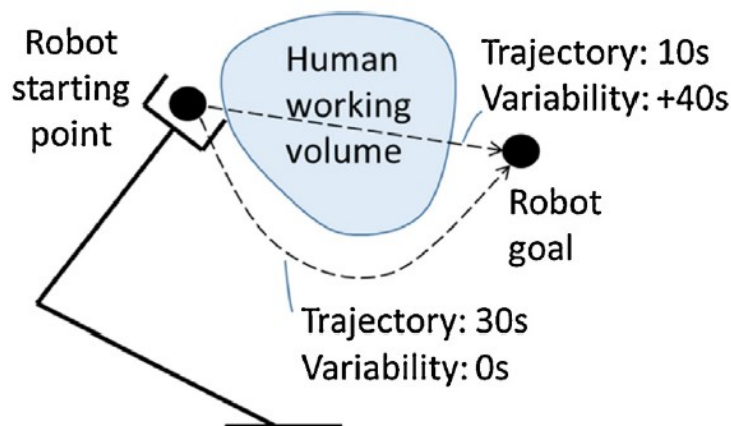 Robot
starting
point
Human
working
volume
Trajectory: 10s
Variability: +40s
Robot
goal
Trajectory: 30s
Variability: 0s